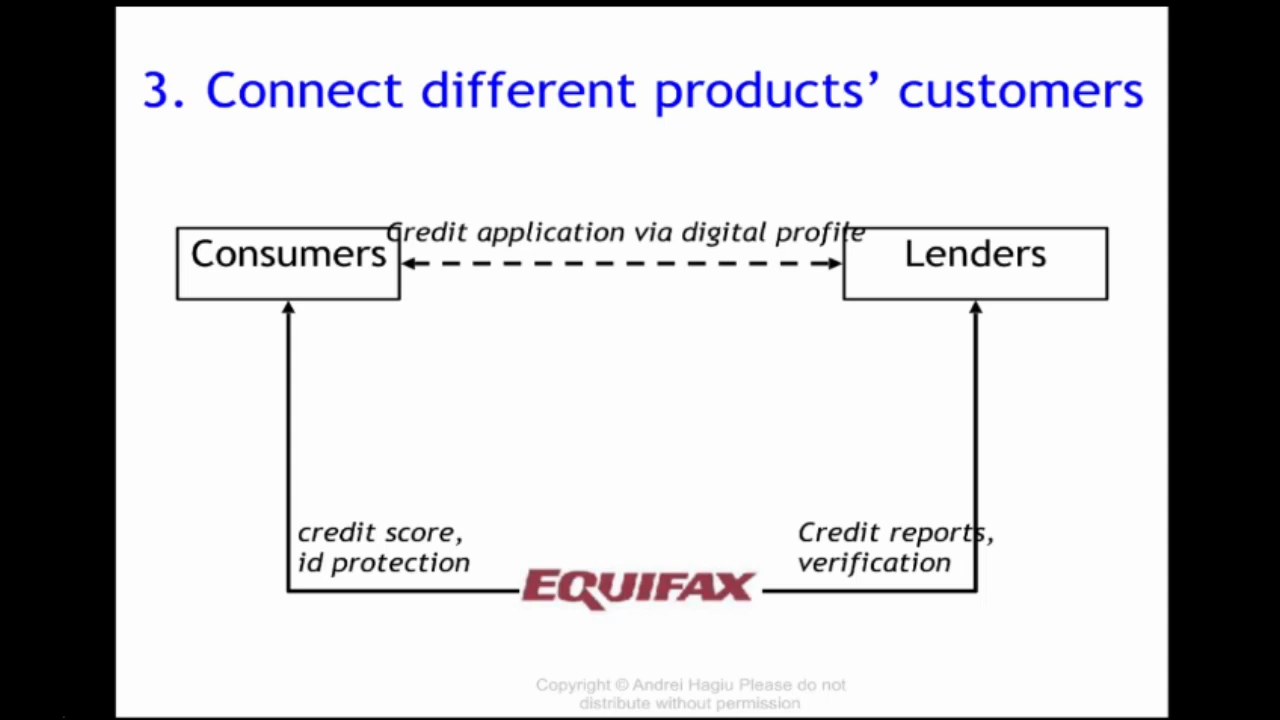 3. Connect different products’ customers
Credit application via digital profile
Consumers
Lenders
credit score,
id protection
Credit reports,
verification
EQUIFAX
Copyright © Andrei Hagiu Please do not
distribute without permission